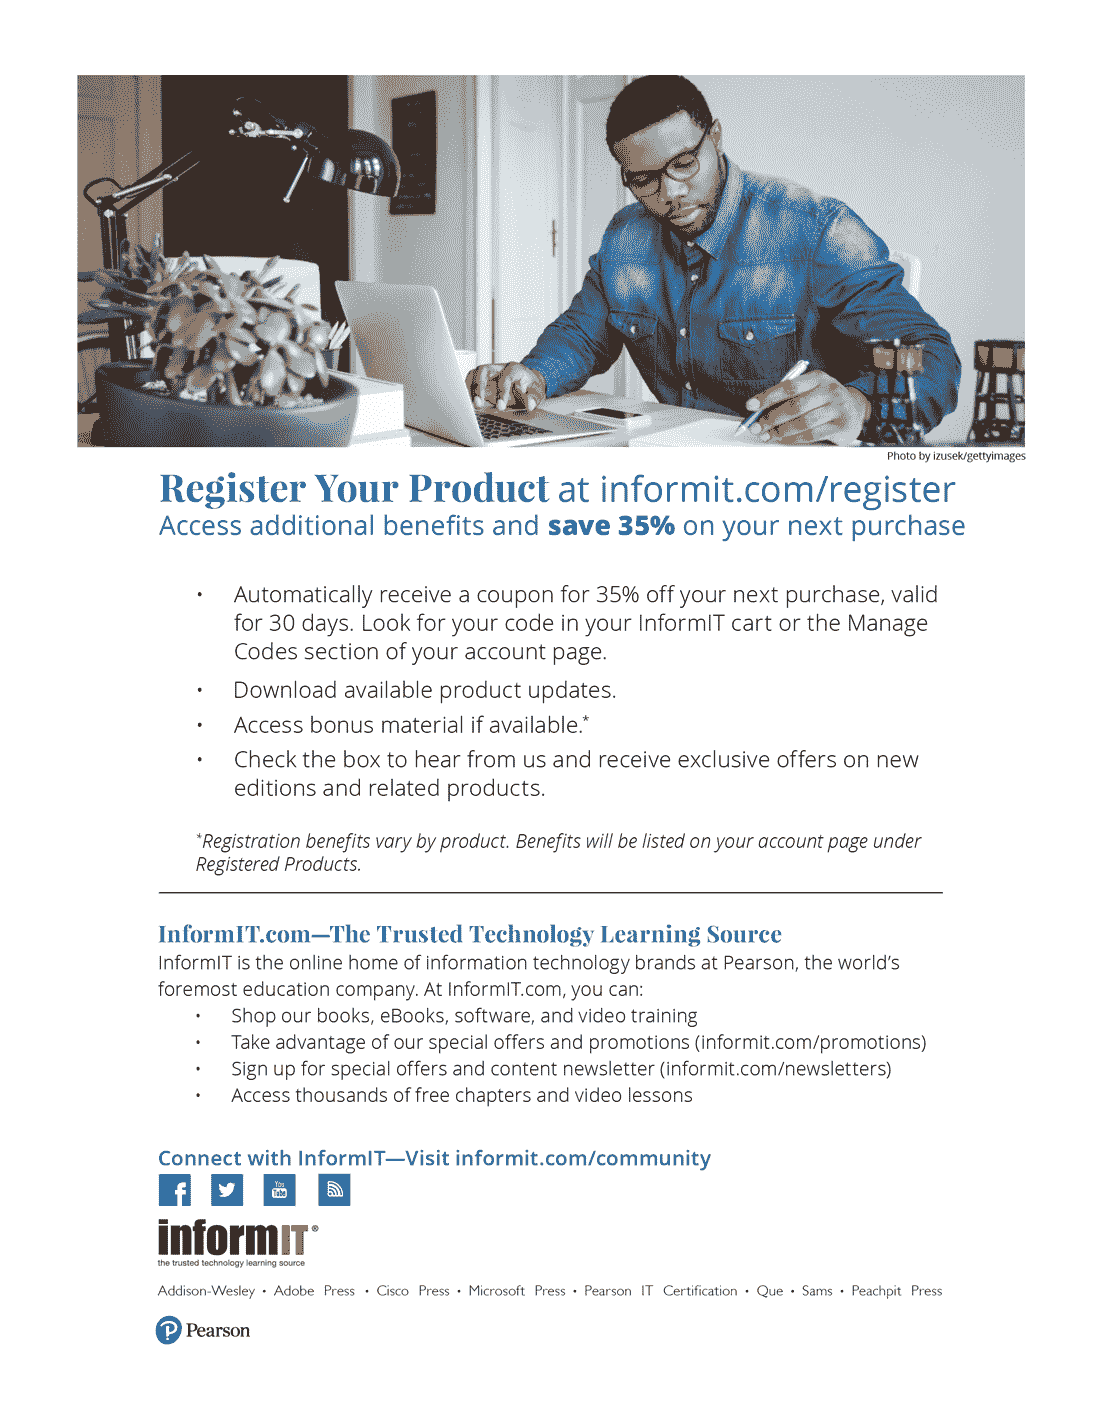 Photo by izusek/gettyimages
Register Your Product at informit.com/register
Access additional benefits and save 35% on your next purchase
• Automatically receive a coupon for 35% off your next purchase, valid
for 30 days. Look for your code in your InformIT cart or the Manage
Codes section of your account page.
• Download available product updates.
• Access bonus material if available.*
• Check the box to hear from us and receive exclusive offers on new
editions and related products.
*Registration benefits vary by product. Benefits will be listed on your account page under
Registered Products.
InformIT.com—The Trusted Technology Learning Source
InformIT is the online home of information technology brands at Pearson, the world's
foremost education company. At InformIT.com, you can:
• Shop our books, eBooks, software, and video training
• Take advantage of our special offers and promotions (informit.com/promotions)
• Sign up for special offers and content newsletter (informit.com/newsletters)
• Access thousands of free chapters and video lessons
Connect with InformIT—Visit informit.com/community
f You Tube
informIT®
the trusted technology learning source
Addison-Wesley • Adobe Press • Cisco Press • Microsoft Press • Pearson IT Certification • Que • Sams • Peachpit Press
P Pearson